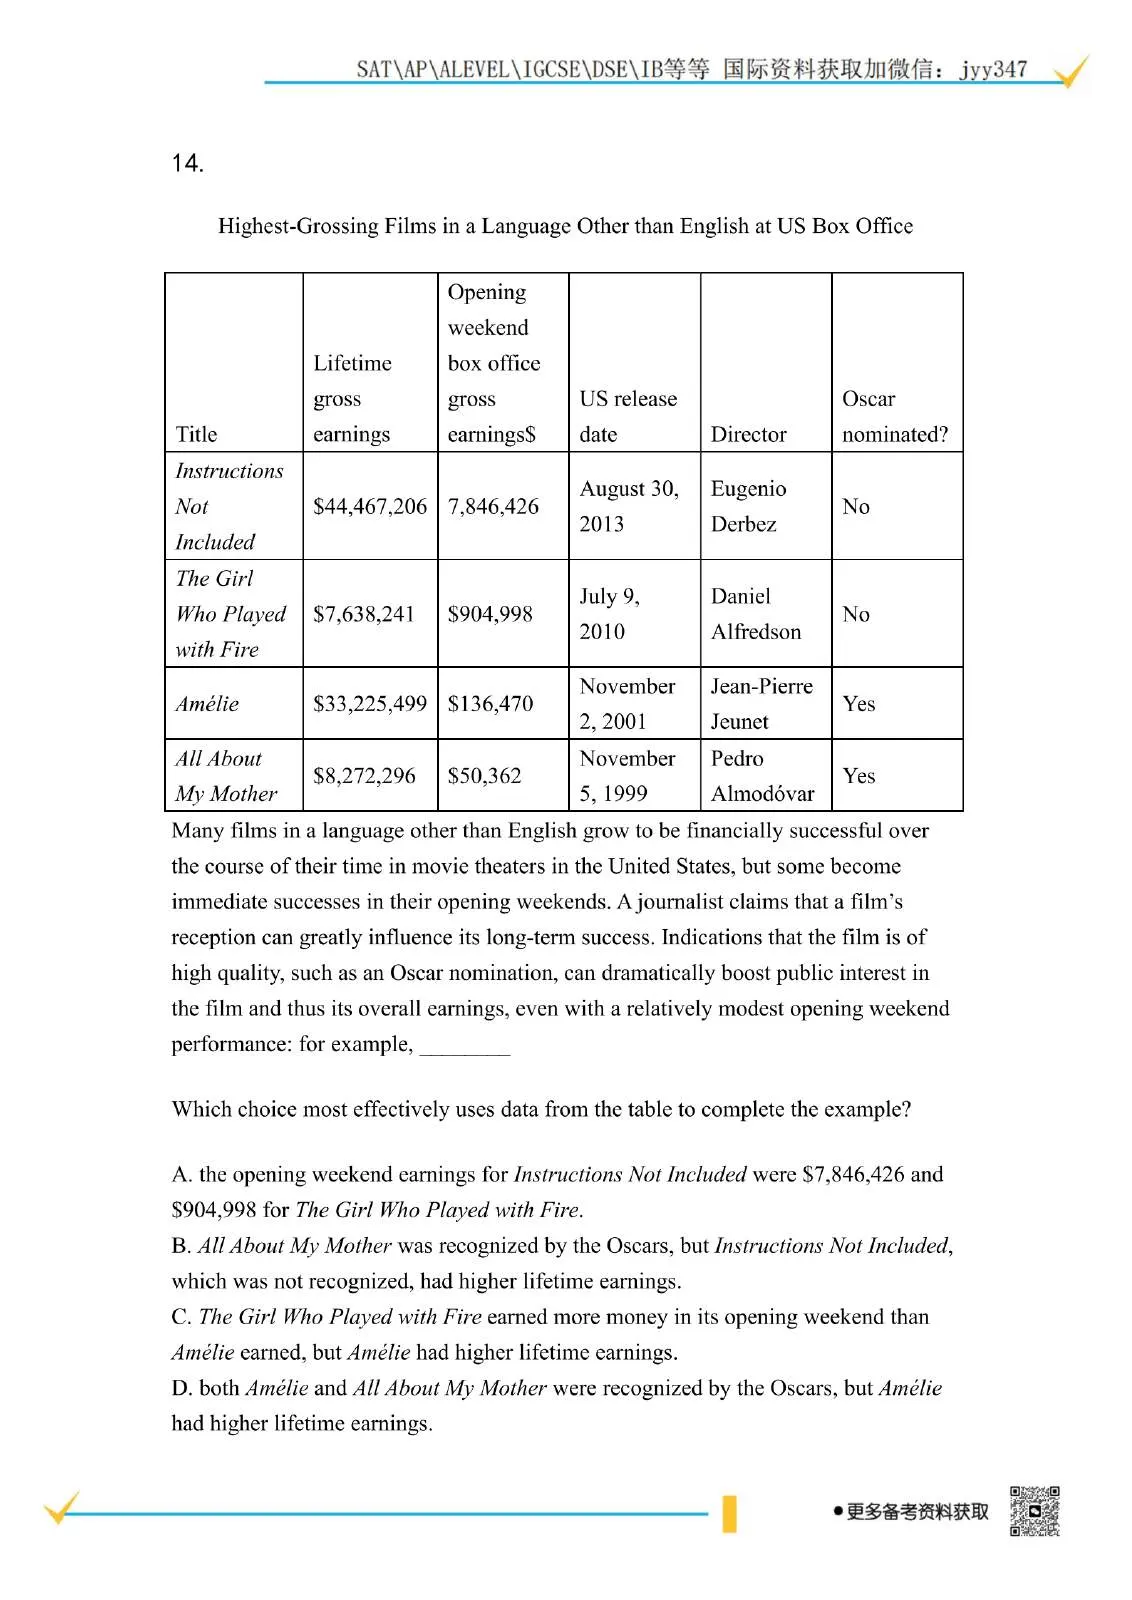 SAT\AP\ALEVEL\IGCSE\DSE\IB等等 国际资料获取加微信：jyy347
14.
Highest-Grossing Films in a Language Other than English at US Box Office
Title
Lifetime
gross
earnings
Opening
weekend
box office
gross
earnings$
US release
date
Director
Oscar
nominated?
Instructions
Not
Included
$44,467,206
7,846,426
August 30,
2013
Eugenio
Derbez
No
The Girl
Who Played
with Fire
$7,638,241
$904,998
July 9,
2010
Daniel
Alfredson
No
Amélie
$33,225,499
$136,470
November
2, 2001
Jean-Pierre
Jeunet
Yes
All About
My Mother
$8,272,296
$50,362
November
5, 1999
Pedro
Almodóvar
Yes
Many films in a language other than English grow to be financially successful over
the course of their time in movie theaters in the United States, but some become
immediate successes in their opening weekends. A journalist claims that a film's
reception can greatly influence its long-term success. Indications that the film is of
high quality, such as an Oscar nomination, can dramatically boost public interest in
the film and thus its overall earnings, even with a relatively modest opening weekend
performance: for example, ________
Which choice most effectively uses data from the table to complete the example?
A. the opening weekend earnings for Instructions Not Included were $7,846,426 and
$904,998 for The Girl Who Played with Fire.
B. All About My Mother was recognized by the Oscars, but Instructions Not Included,
which was not recognized, had higher lifetime earnings.
C. The Girl Who Played with Fire earned more money in its opening weekend than
Amélie earned, but Amélie had higher lifetime earnings.
D. both Amélie and All About My Mother were recognized by the Oscars, but Amélie
had higher lifetime earnings.
●更多备考资料获取